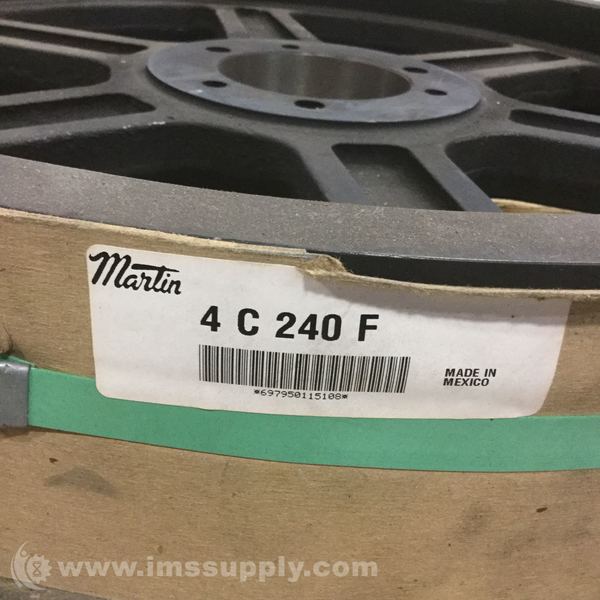 Martin
4 C 240 F
*697950115108*
MADE IN
MEXICO
www.imssupply.com